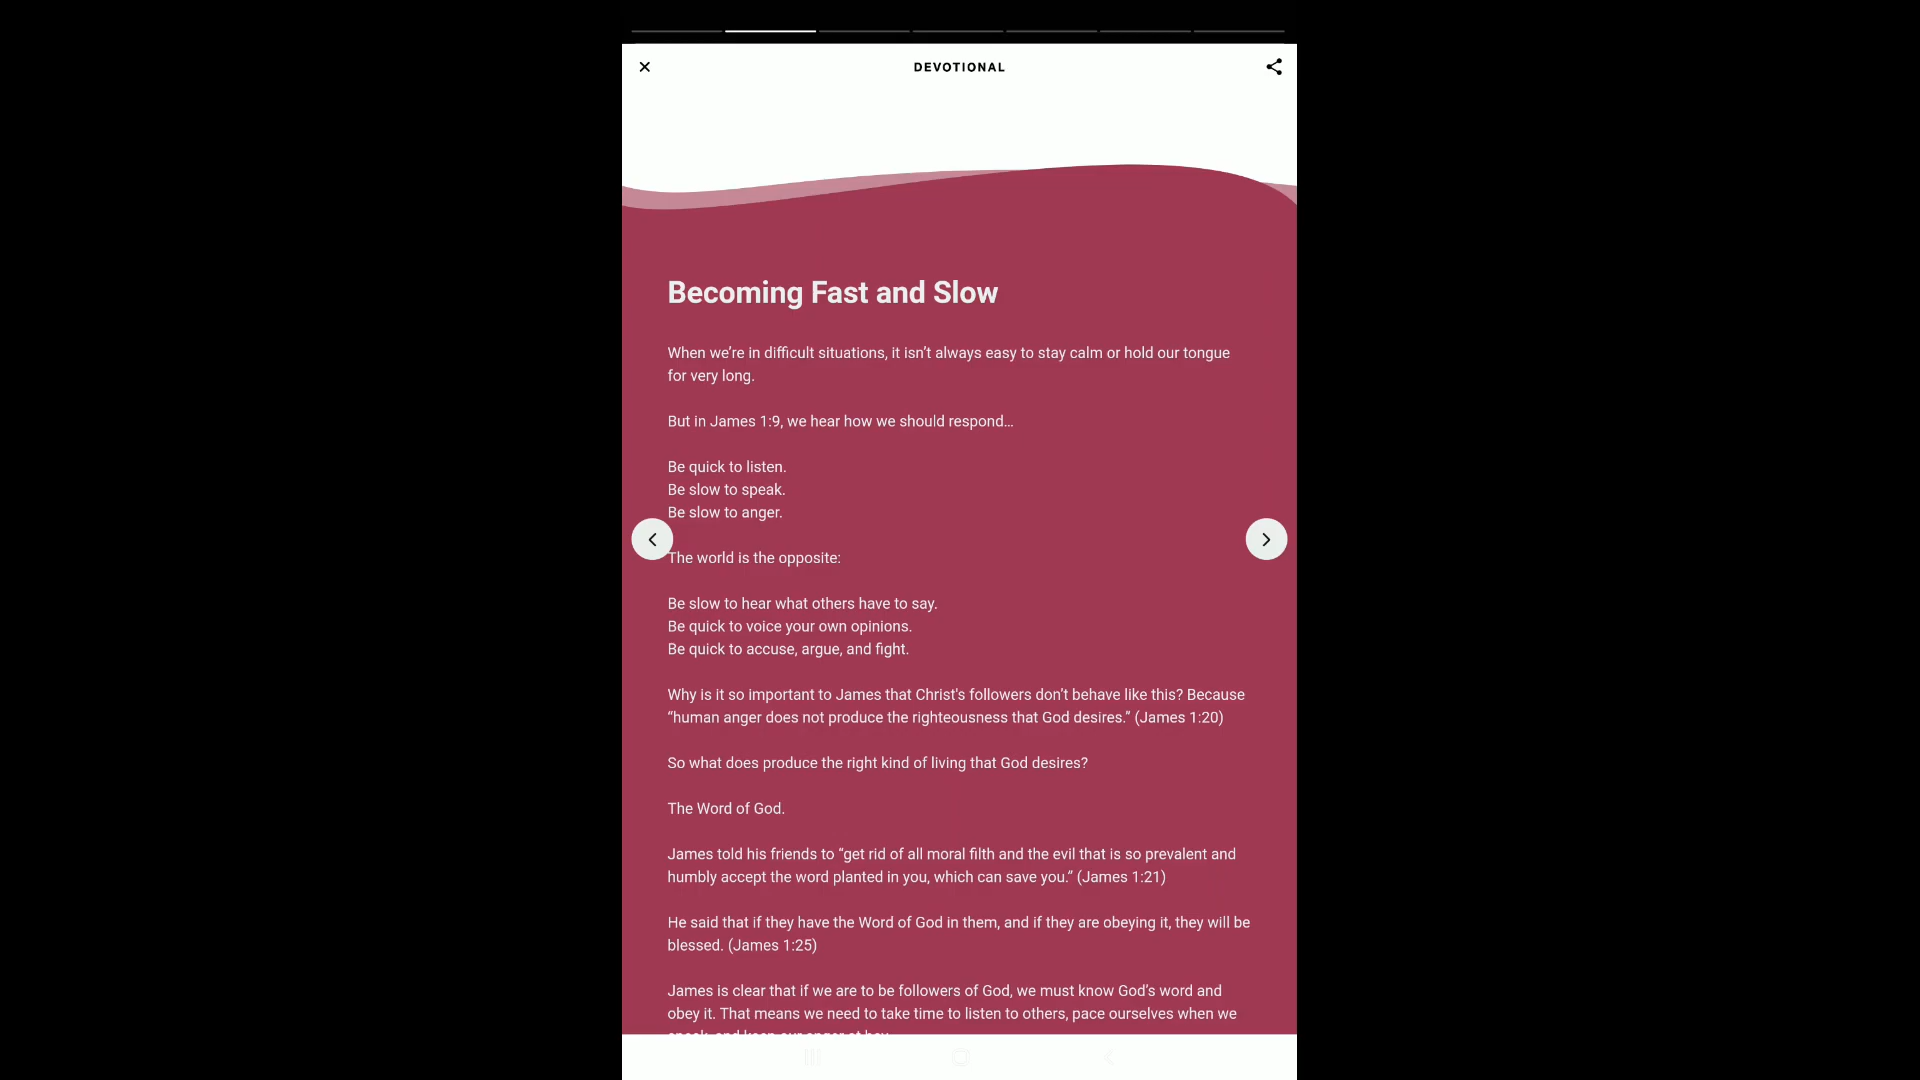 DEVOTIONAL
Becoming Fast and Slow
When we’re in difficult situations, it isn’t always easy to stay calm or hold our tongue
for very long.
But in James 1:9, we hear how we should respond…
Be quick to listen.
Be slow to speak.
Be slow to anger.
The world is the opposite:
Be slow to hear what others have to say.
Be quick to voice your own opinions.
Be quick to accuse, argue, and fight.
Why is it so important to James that Christ's followers don’t behave like this? Because
“human anger does not produce the righteousness that God desires.” (James 1:20)
So what does produce the right kind of living that God desires?
The Word of God.
James told his friends to “get rid of all moral filth and the evil that is so prevalent and
humbly accept the word planted in you, which can save you.” (James 1:21)
He said that if they have the Word of God in them, and if they are obeying it, they will be
blessed. (James 1:25)
James is clear that if we are to be followers of God, we must know God’s word and
obey it. That means we need to take time to listen to others, pace ourselves when we